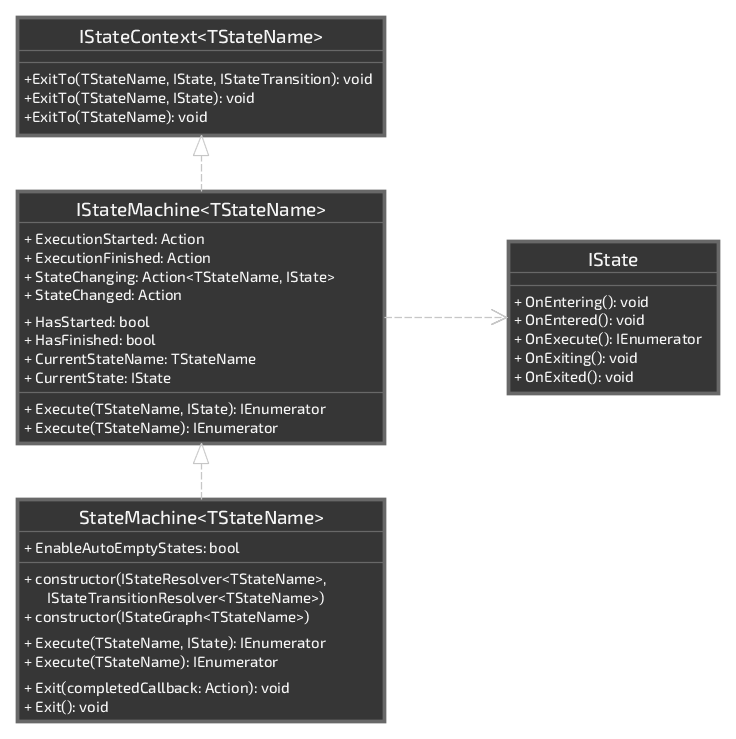 IStateContext<TStateName>
+ExitTo(TStateName, IState, IStateTransition): void
+ExitTo(TStateName, IState): void
+ExitTo(TStateName): void
IStateMachine<TStateName>
+ ExecutionStarted: Action
+ ExecutionFinished: Action
+ StateChanging: Action<TStateName, IState>
+ StateChanged: Action
+ HasStarted: bool
+ HasFinished: bool
+ CurrentStateName: TStateName
+ CurrentState: IState
+ Execute(TStateName, IState): IEnumerator
+ Execute(TStateName): IEnumerator
IState
+ OnEntering(): void
+ OnEntered(): void
+ OnExecute(): IEnumerator
+ OnExiting(): void
+ OnExited(): void
StateMachine<TStateName>
+ EnableAutoEmptyStates: bool
+ constructor(IStateResolver<TStateName>,
IStateTransitionResolver<TStateName>)
+ constructor(IStateGraph<TStateName>)
+ Execute(TStateName, IState): IEnumerator
+ Execute(TStateName): IEnumerator
+ Exit(completedCallback: Action): void
+ Exit(): void